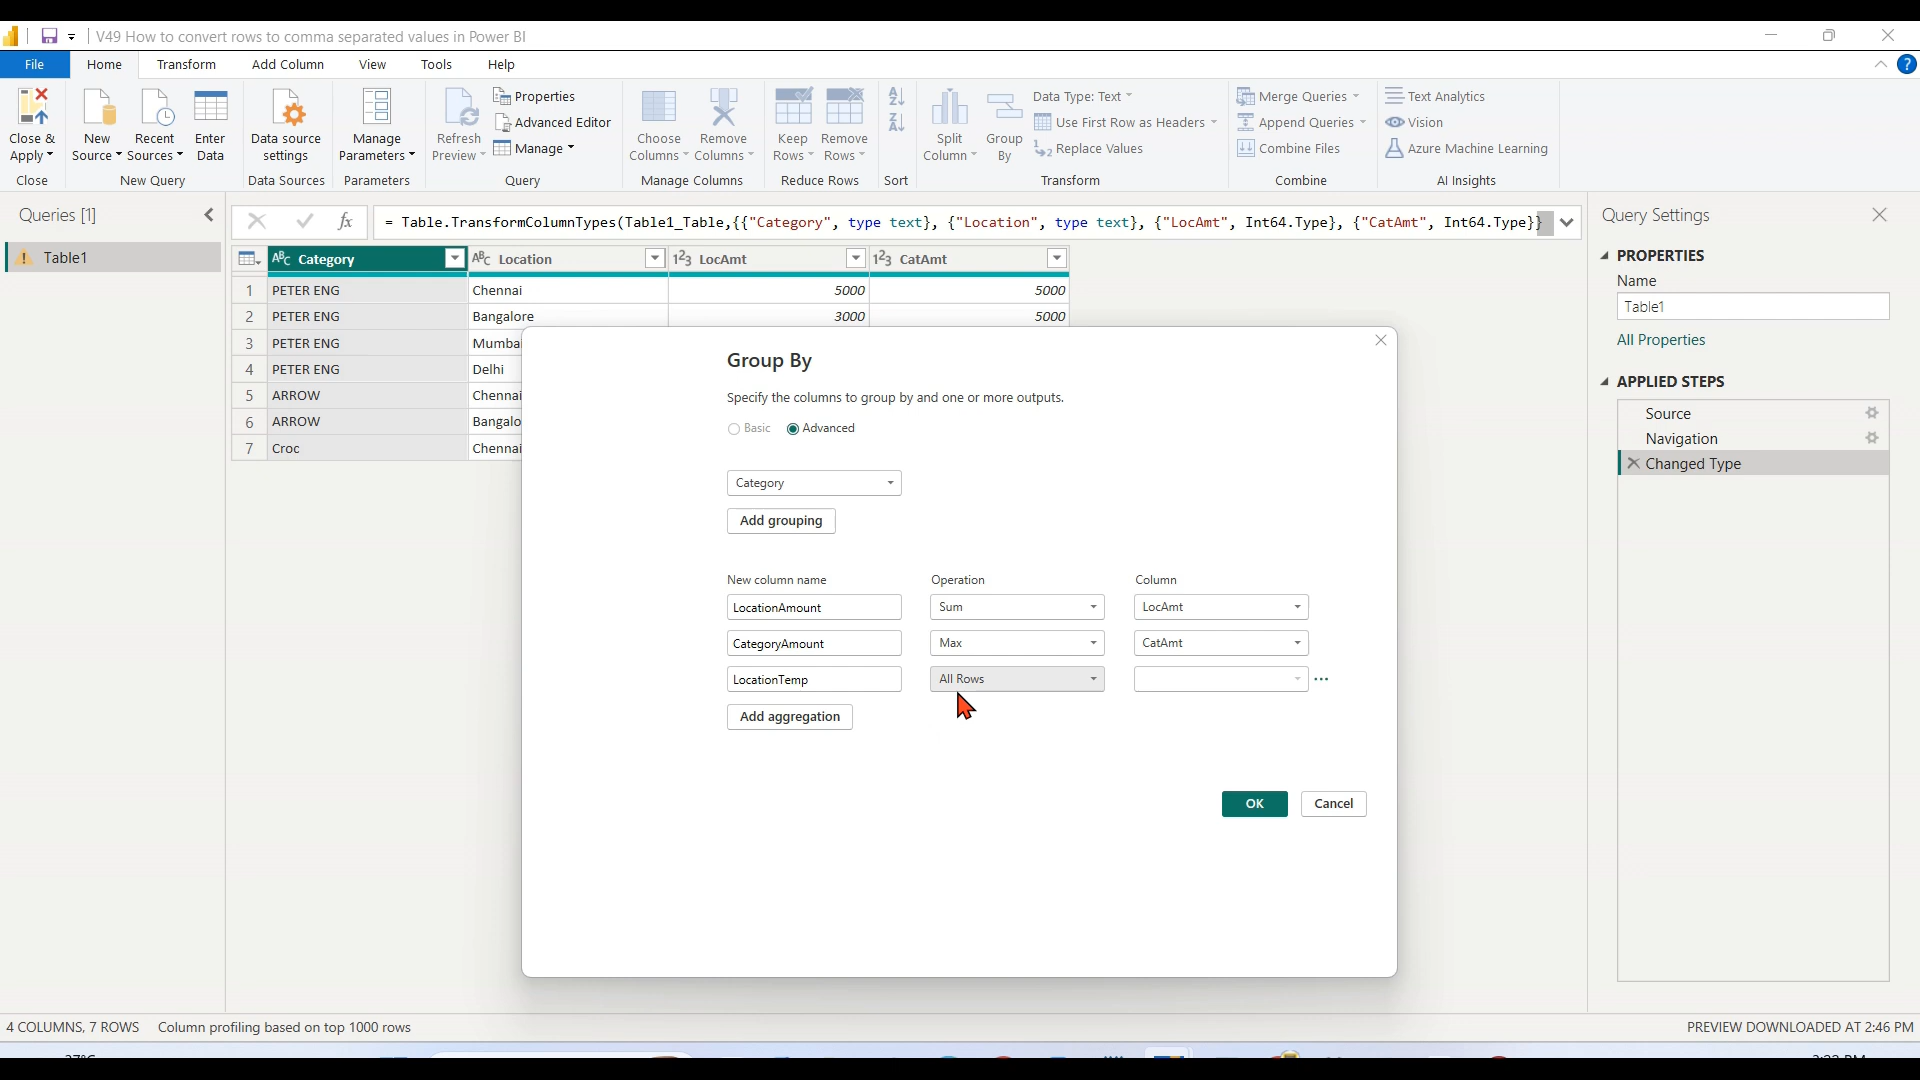 V49 How to convert rows to comma separated values in Power BI
File Home Transform Add Column View Tools Help
Close & Apply
New Source
Recent Sources
Enter Data
Data source settings
Manage Parameters
Refresh Preview
Properties
Advanced Editor
Manage
Choose Columns
Remove Columns
Keep Rows
Remove Rows
Split Column
Group By
Data Type: Text
Use First Row as Headers
Replace Values
Merge Queries
Append Queries
Combine Files
Text Analytics
Vision
Azure Machine Learning
Close New Query Data Sources Parameters Query Manage Columns Reduce Rows Sort Transform Combine AI Insights
Queries [1]
Table1
fx = Table.TransformColumnTypes(Table1_Table,{{"Category", type text}, {"Location", type text}, {"LocAmt", Int64.Type}, {"CatAmt", Int64.Type}}
ABC Category ABC Location 123 LocAmt 123 CatAmt
1 PETER ENG Chennai 5000 5000
2 PETER ENG Bangalore 3000 5000
3 PETER ENG Mumba
4 PETER ENG Delhi
5 ARROW Chennai
6 ARROW Bangalo
7 Croc Chennai
Group By
Specify the columns to group by and one or more outputs.
Basic Advanced
Category
Add grouping
New column name Operation Column
LocationAmount Sum LocAmt
CategoryAmount Max CatAmt
LocationTemp All Rows
Add aggregation
OK Cancel
Query Settings
PROPERTIES
Name
Table1
All Properties
APPLIED STEPS
Source
Navigation
Changed Type
4 COLUMNS, 7 ROWS Column profiling based on top 1000 rows
PREVIEW DOWNLOADED AT 2:46 PM